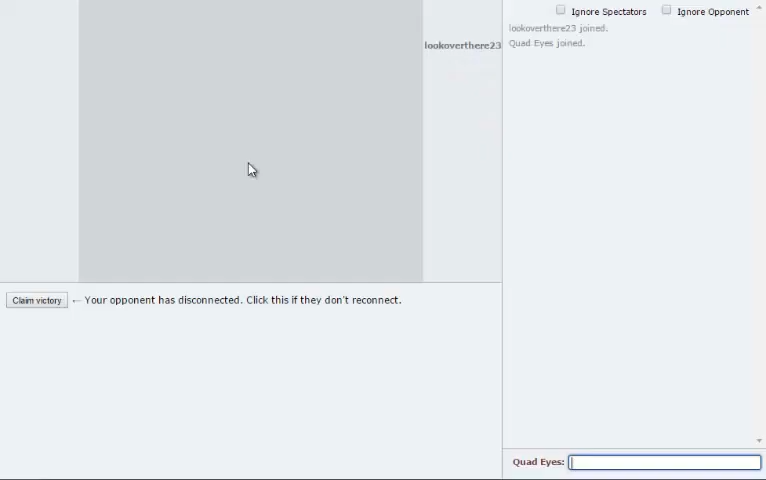 Ignore Spectators Ignore Opponent
lookoverthere23 joined.
Quad Eyes joined.
lookoverthere23
Claim victory ← Your opponent has disconnected. Click this if they don't reconnect.
Quad Eyes: